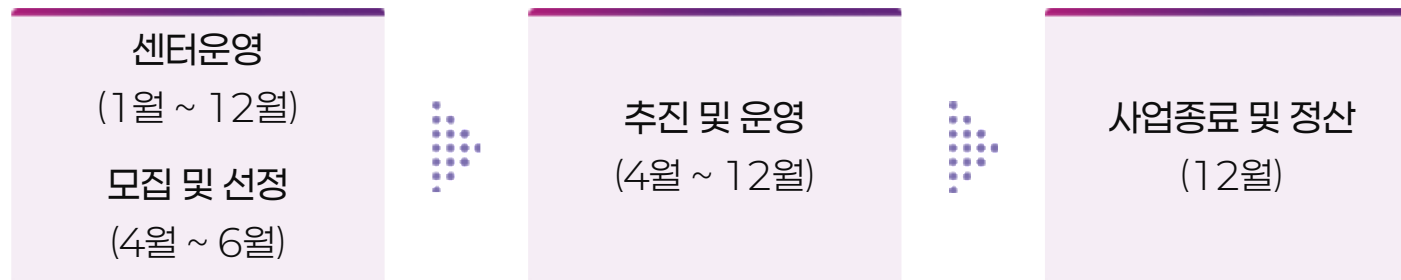 센터운영
(1월 ~ 12월)
모집 및 선정
(4월 ~ 6월)
추진 및 운영
(4월 ~ 12월)
사업종료 및 정산
(12월)